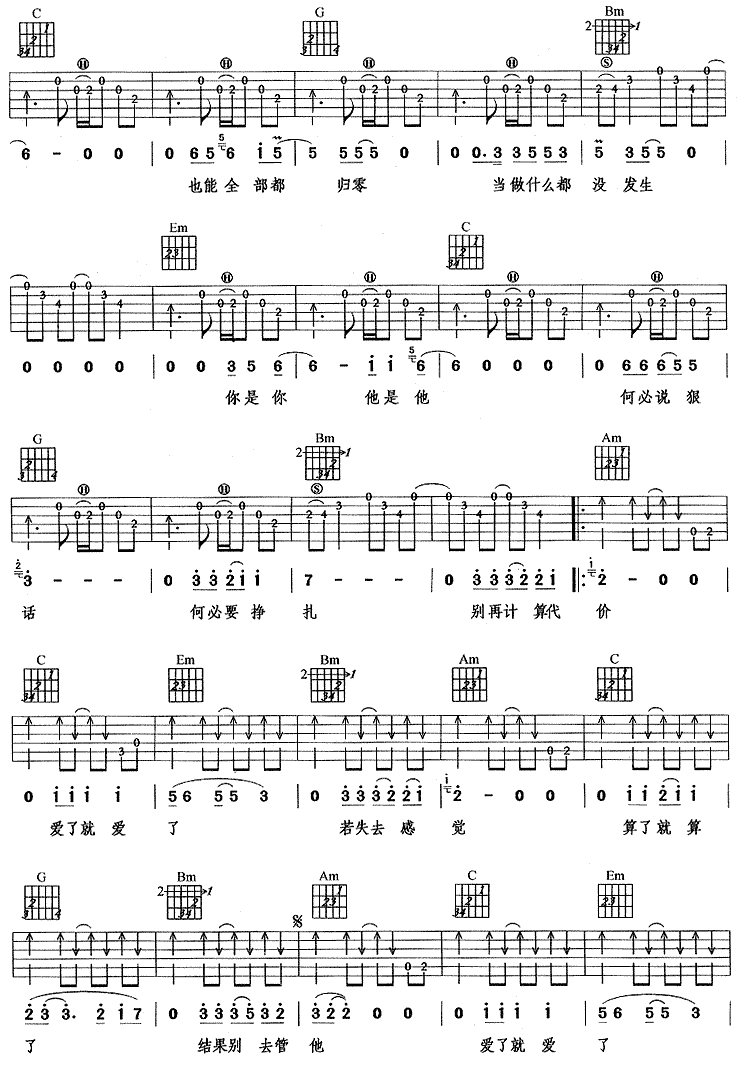 C G Bm
6 - 0 0 0 6 5 6 i 5 5 5 5 5 0 0 0. 3 3 5 5 3 5 3 5 5 0
也能全 部都 归零 当做什么都 没 发生
Em C
0 0 0 0 0 0 3 5 6 6 - i i 6 6 0 0 0 0 6 6 6 5 5
你是你 他是他 何必说 狠
G Bm Am
3 - - - 0 3 3 2 i i 7 - - - 0 3 3 3 2 2 i 2 - 0 0
话 何必要 挣 扎 别再计 算代 价
C Em Bm Am C
0 i i i i 5 6 5 5 3 0 3 3 3 2 2 i 2 - 0 0 0 i i 2 i i
爱了就 爱 了 若失去 感 觉 算了就 算
G Bm Am C Em
2 3 3. 2 i 7 0 3 3 3 5 3 2 3 2 2 0 0 0 i i i i 5 6 5 5 3
了 结果别 去管 他 爱了就 爱 了